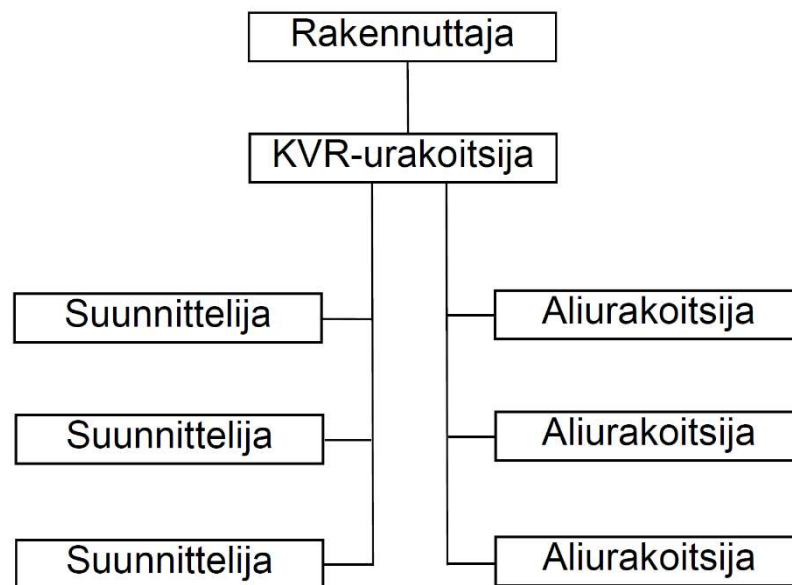 Rakennuttaja
KVR-urakoitsija
Suunnittelija
Aliurakoitsija
Suunnittelija
Aliurakoitsija
Suunnittelija
Aliurakoitsija